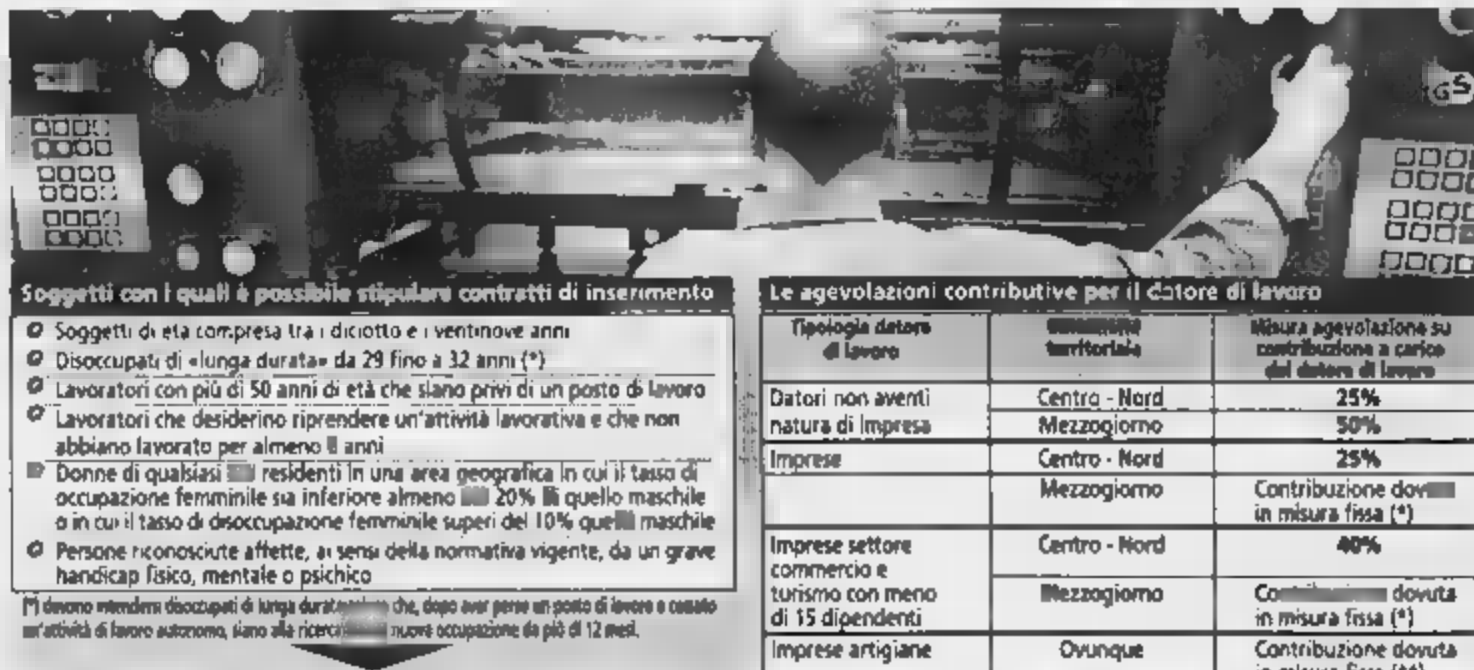 GS
Soggetti con i quali è possibile stipulare contratti di inserimento
Soggetti di età compresa tra i diciotto e i ventinove anni
Disoccupati di «lunga durata» da 29 fino a 32 anni (*)
Lavoratori con più di 50 anni di età che siano privi di un posto di lavoro
Lavoratori che desiderino riprendere un'attività lavorativa e che non
abbiano lavorato per almeno anni
Donne di qualsiasi residenti in una area geografica in cui il tasso di
occupazione femminile sia inferiore almeno 20% quello maschile
o in cui il tasso di disoccupazione femminile superi del 10% maschile
Persone riconosciute affette, ai sensi della normativa vigente, da un grave
handicap fisico, mentale o psichico
(*) devono intendersi disoccupati di lunga durata che, dopo aver perso un posto di lavoro o cessato
un'attività di lavoro autonomo, siano alla nuova occupazione da più di 12 mesi.
Le agevolazioni contributive per il datore di lavoro
Tipologia datore
di lavoro
territoriale
Misura agevolazione su
contribuzione a carico
del datore di lavoro
Datori non aventi
natura di impresa
Centro - Nord
25%
Mezzogiorno
50%
Imprese
Centro - Nord
25%
Mezzogiorno
Contribuzione
in misura fissa (*)
Imprese settore
commercio e
turismo con meno
di 15 dipendenti
Centro - Nord
40%
Mezzogiorno
dovuta
in misura fissa (*)
Imprese artigiane
Ovunque
Contribuzione dovuta
in misura fissa